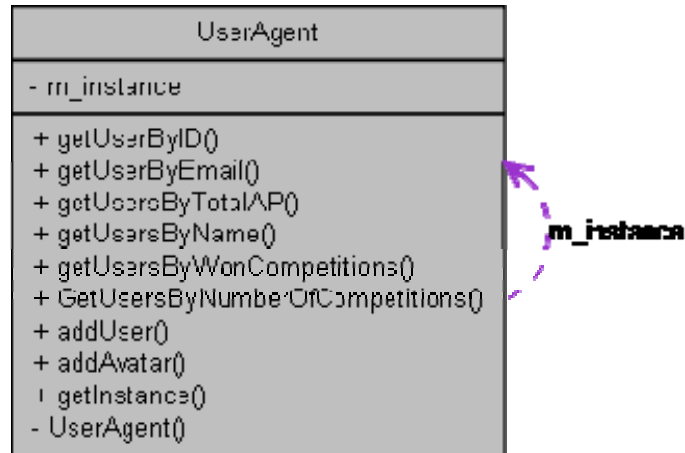 UserAgent
- m_instance
+ getUserByID()
+ getUserByEmail()
+ getUsersByTotalAP()
+ getUsersByName()
+ getUsersByWonCompetitions()
+ GetUsersByNumberOfCompetitions()
+ addUser()
+ addAvatar()
+ getInstance()
- UserAgent()
m_instance